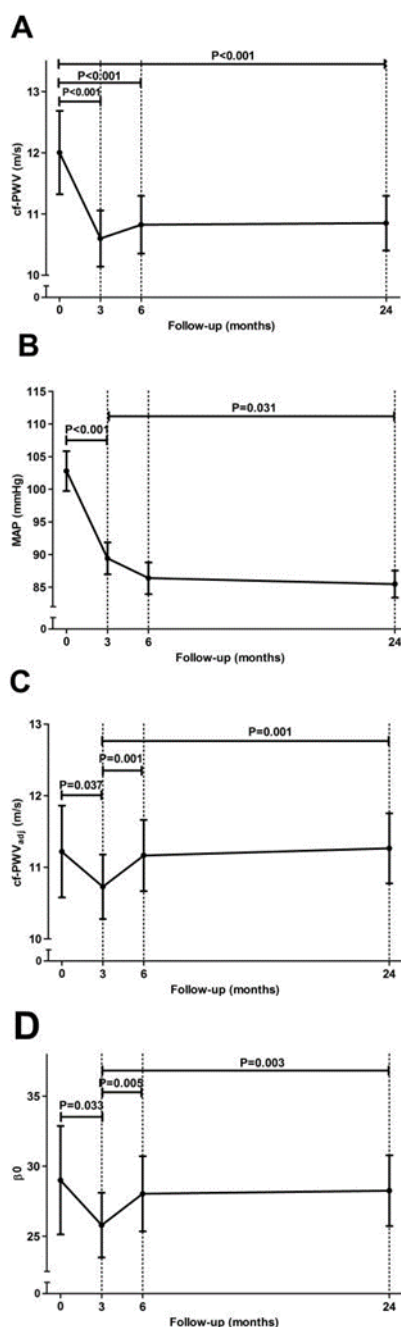 A
P<0.001
P<0.001
P<0.001
13
12
11
10
0
cf-PWV (m/s)
0 3 6 24
Follow-up (months)
B
115
110
105
100
95
90
85
0
MAP (mmHg)
P=0.031
P<0.001
0 3 6 24
Follow-up (months)
C
13
12
11
10
0
cf-PWVadj (m/s)
P=0.001
P=0.001
P=0.037
0 3 6 24
Follow-up (months)
D
35
30
25
0
β0
P=0.003
P=0.005
P=0.033
0 3 6 24
Follow-up (months)